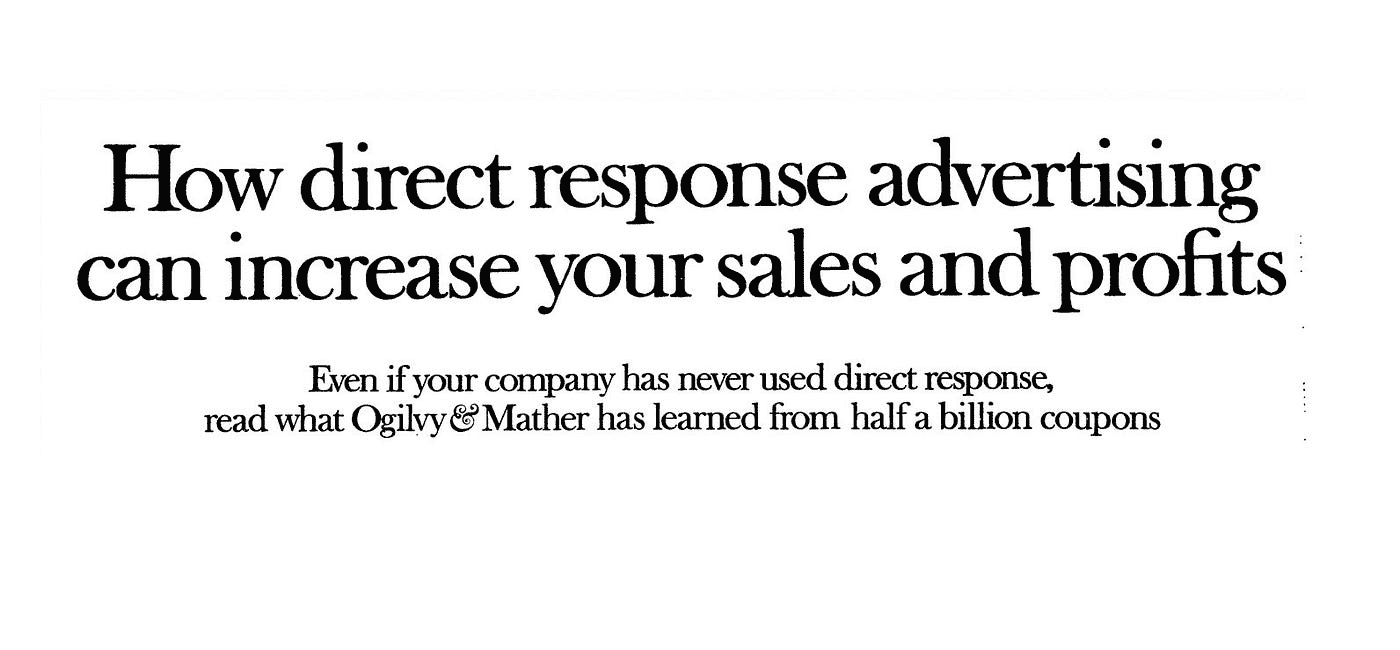 How direct response advertising
can increase your sales and profits
Even if your company has never used direct response,
read what Ogilvy & Mather has learned from half a billion coupons